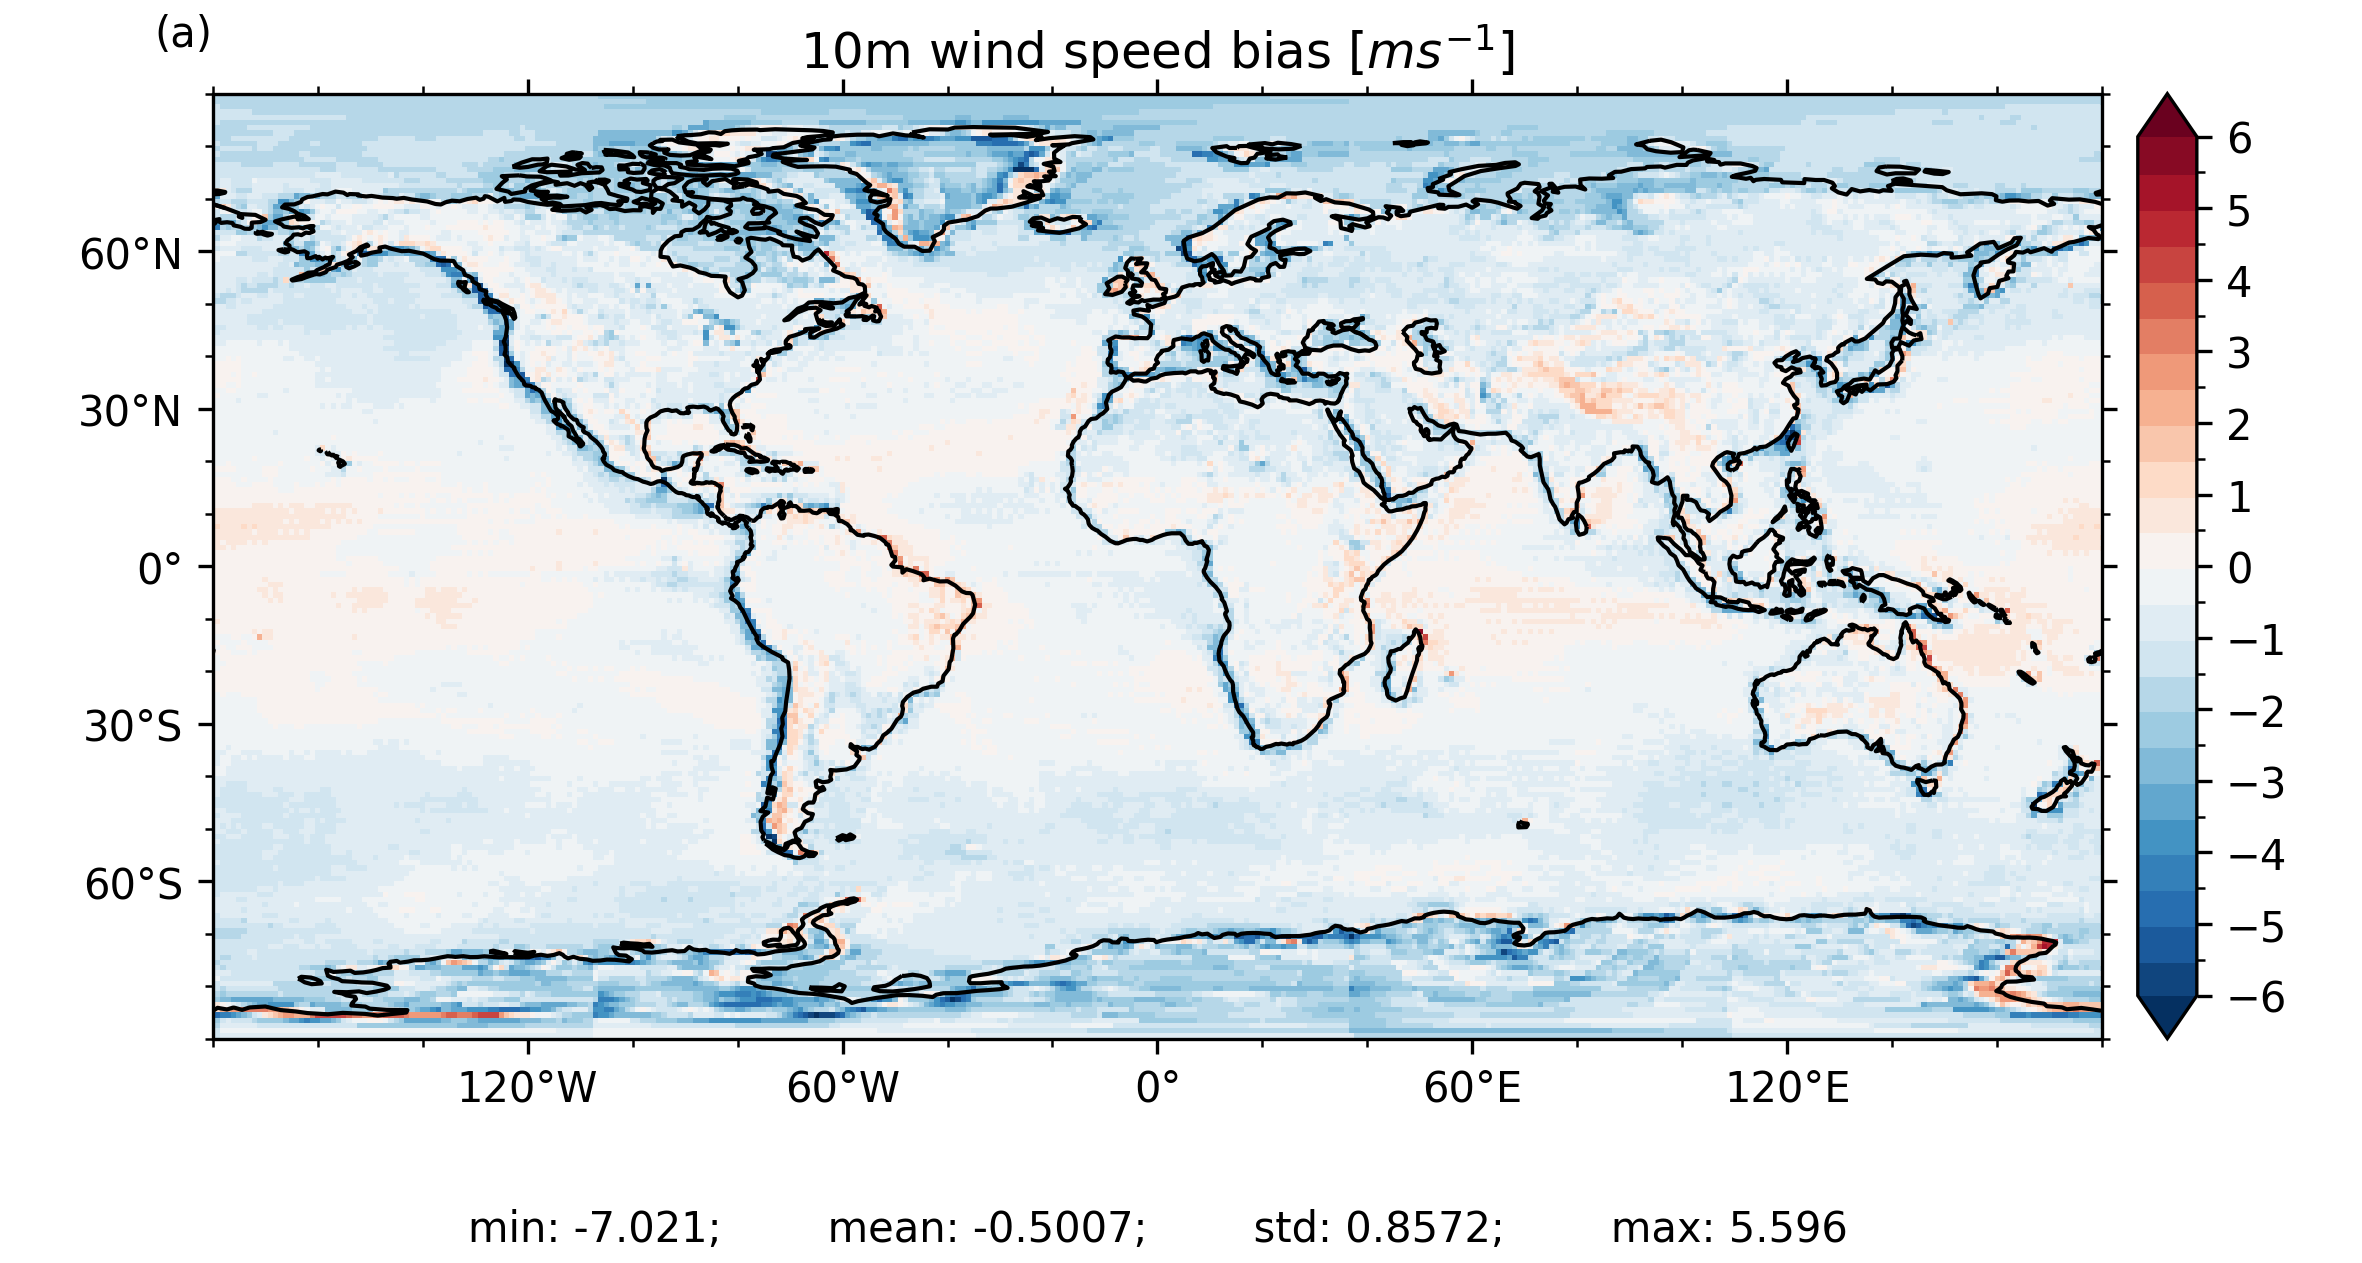 (a)
10m wind speed bias [ms⁻¹]
60°N
30°N
0°
30°S
60°S
120°W 60°W 0° 60°E 120°E
6
5
4
3
2
1
0
−1
−2
−3
−4
−5
−6
min: -7.021; mean: -0.5007; std: 0.8572; max: 5.596